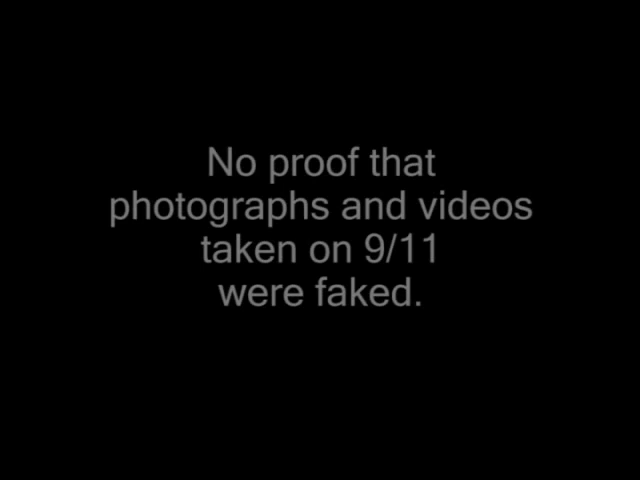 No proof that
photographs and videos
taken on 9/11
were faked.